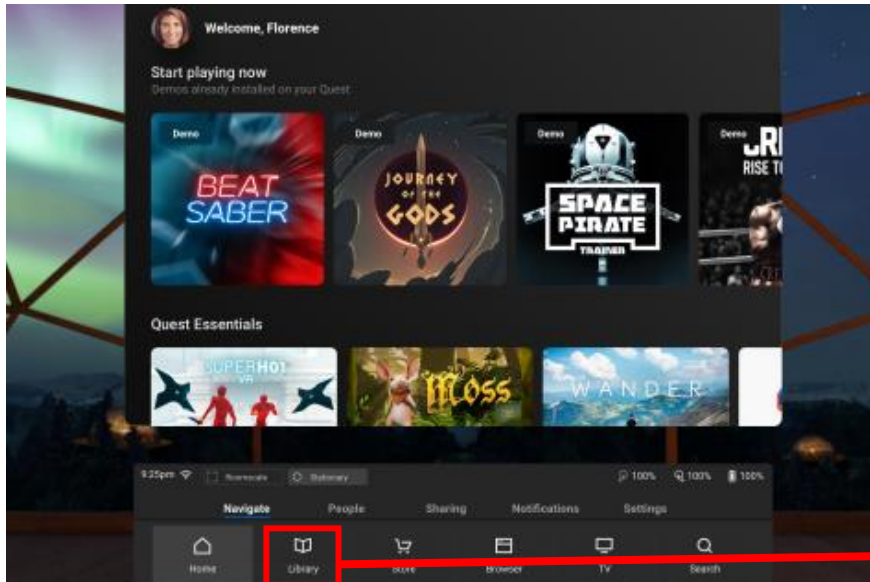 Welcome, Florence
Start playing now
Demos already installed on your Quest
Demo
BEAT
SABER
Demo
JOURNEY
OF THE
GODS
Demo
SPACE
PIRATE
TRAINER
Demo
RISE
Quest Essentials
SUPERHOT
VR
Moss
WANDER
9:25pm
Roomscale
Stationary
100%
100%
100%
Navigate
People
Sharing
Notifications
Settings
Home
Library
Store
Browser
TV
Search